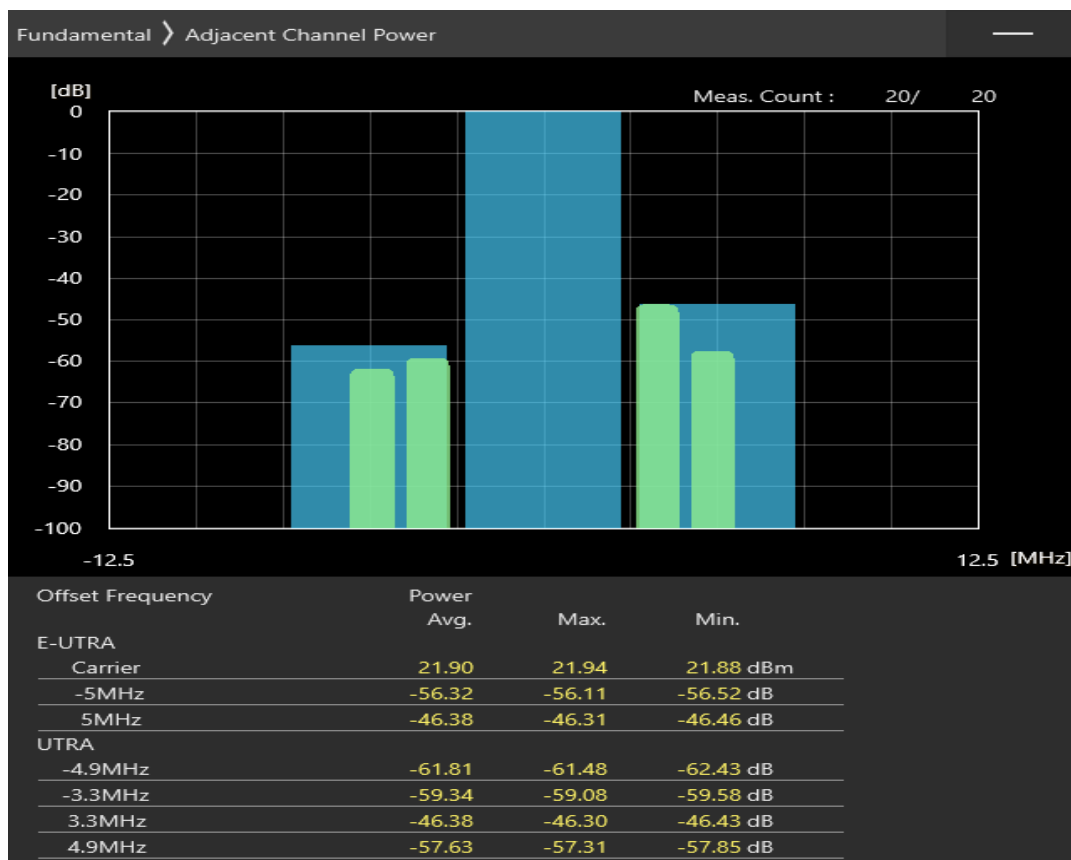 Fundamental ❯ Adjacent Channel Power
[dB]
Meas. Count : 20/ 20
0
-10
-20
-30
-40
-50
-60
-70
-80
-90
-100
-12.5 12.5 [MHz]
Offset Frequency Power
Avg. Max. Min.
E-UTRA
Carrier 21.90 21.94 21.88 dBm
-5MHz -56.32 -56.11 -56.52 dB
5MHz -46.38 -46.31 -46.46 dB
UTRA
-4.9MHz -61.81 -61.48 -62.43 dB
-3.3MHz -59.34 -59.08 -59.58 dB
3.3MHz -46.38 -46.30 -46.43 dB
4.9MHz -57.63 -57.31 -57.85 dB